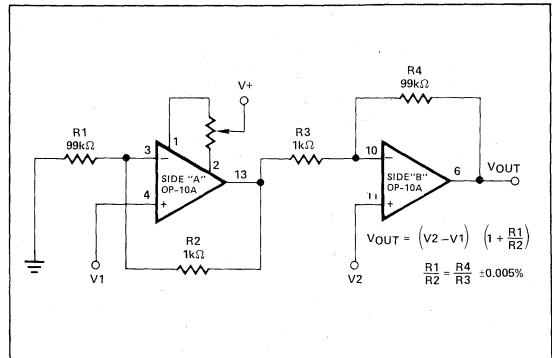 V+
R4
99kΩ
R1
99kΩ
1
R3
1kΩ
3
2
SIDE "A"
OP-10A
13
4
10
SIDE "B"
OP-10A
6
VOUT
11
R2
1kΩ
V1
V2
VOUT = (V2 – V1) (1 + R1/R2)
R1/R2 = R4/R3 ±0.005%